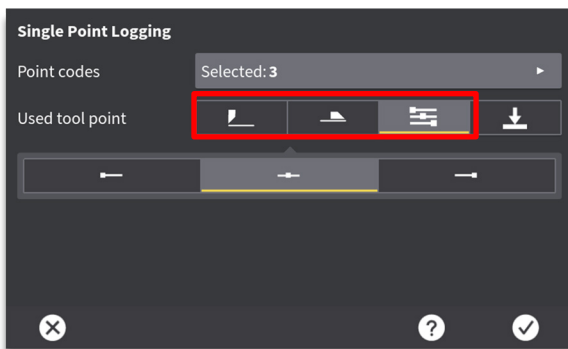 Single Point Logging
Point codes Selected: 3
Used tool point
?